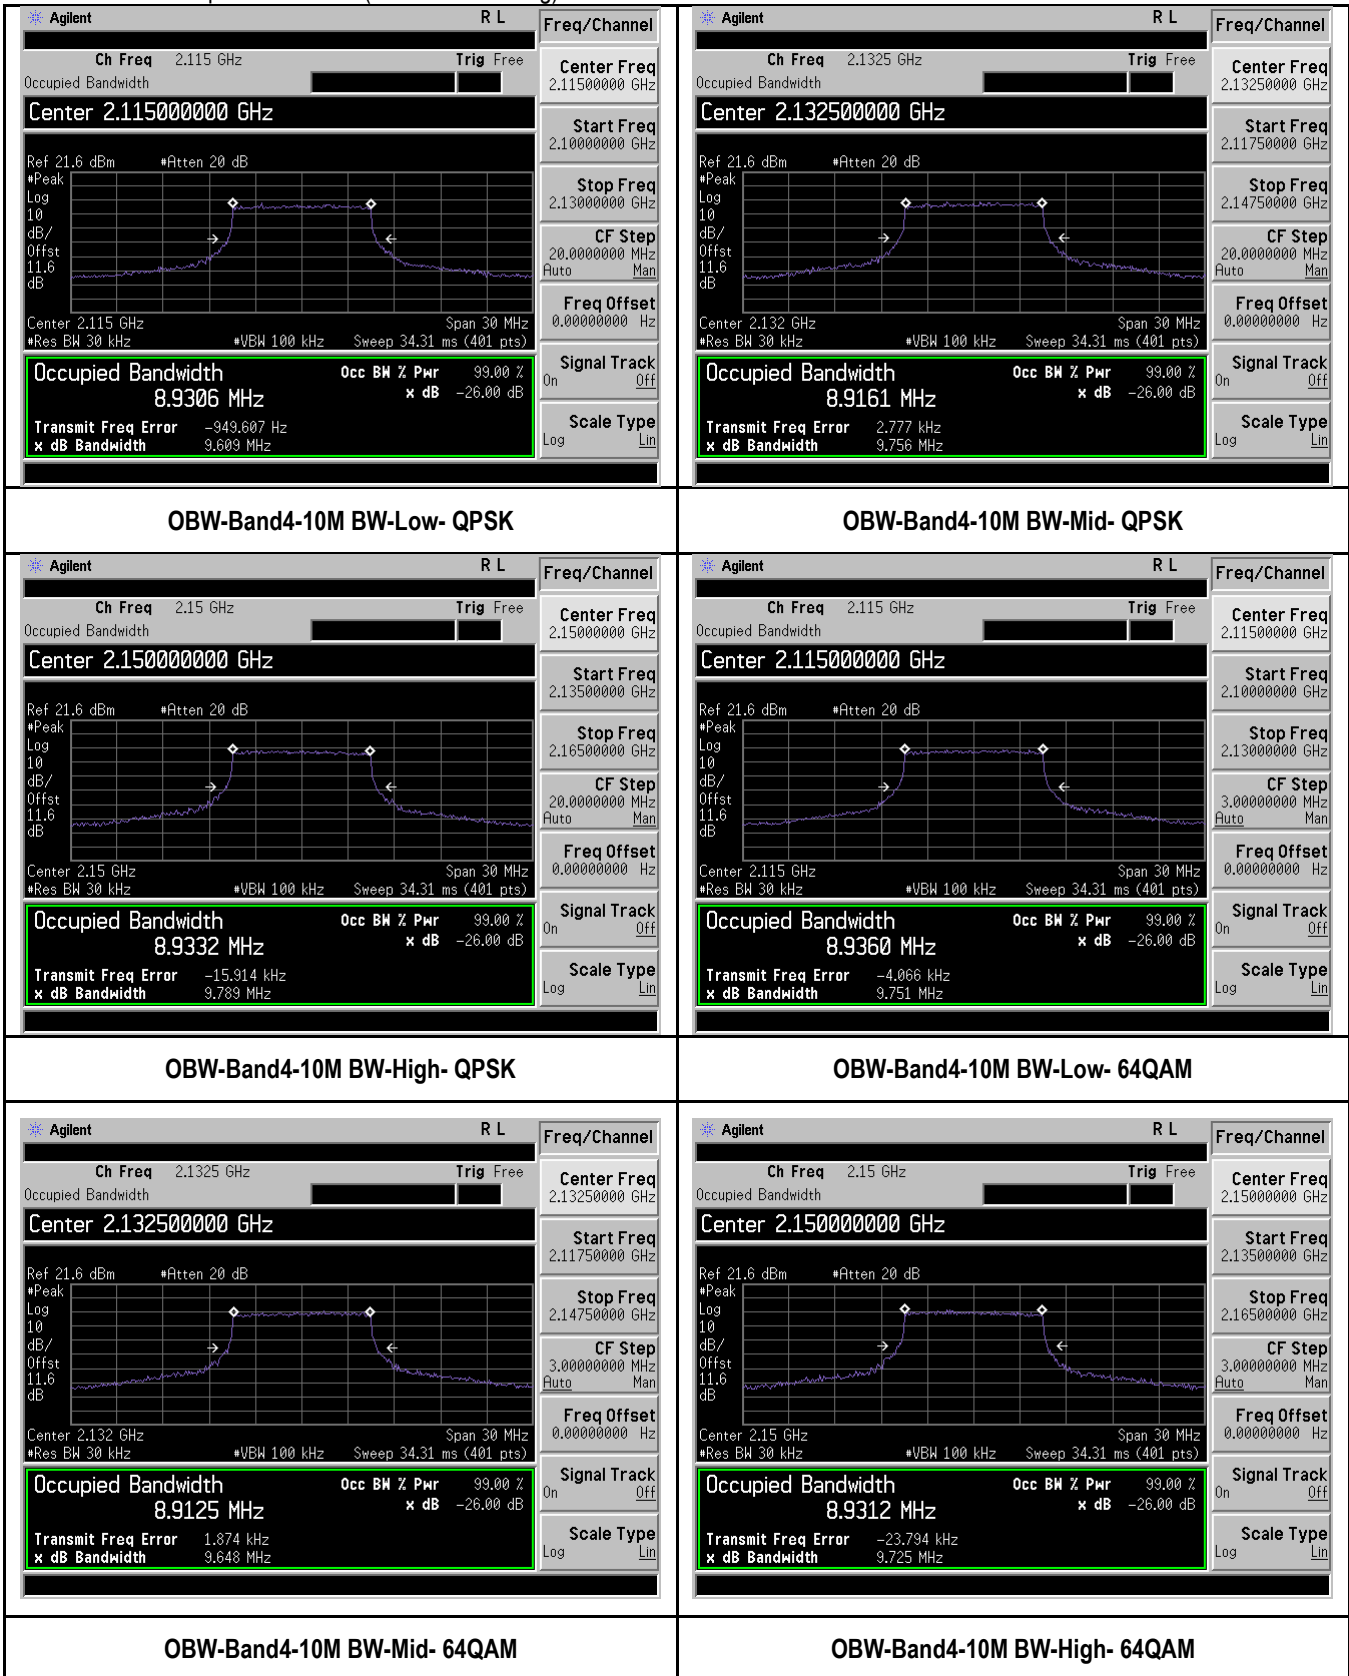 Agilent R L Freq/Channel
Ch Freq 2.115 GHz Trig Free
Occupied Bandwidth
Center 2.115000000 GHz
Ref 21.6 dBm #Atten 20 dB
#Peak
Log
10
dB/
Offst
11.6
dB
Center 2.115 GHz Span 30 MHz
#Res BW 30 kHz #VBW 100 kHz Sweep 34.31 ms (401 pts)
Occupied Bandwidth Occ BW % Pwr 99.00 %
8.9306 MHz x dB -26.00 dB
Transmit Freq Error -949.607 Hz
x dB Bandwidth 9.609 MHz
Center Freq
2.11500000 GHz
Start Freq
2.10000000 GHz
Stop Freq
2.13000000 GHz
CF Step
20.0000000 MHz
Auto Man
Freq Offset
0.00000000 Hz
Signal Track
On Off
Scale Type
Log Lin
OBW-Band4-10M BW-Low- QPSK
Agilent R L Freq/Channel
Ch Freq 2.1325 GHz Trig Free
Occupied Bandwidth
Center 2.132500000 GHz
Ref 21.6 dBm #Atten 20 dB
#Peak
Log
10
dB/
Offst
11.6
dB
Center 2.132 GHz Span 30 MHz
#Res BW 30 kHz #VBW 100 kHz Sweep 34.31 ms (401 pts)
Occupied Bandwidth Occ BW % Pwr 99.00 %
8.9161 MHz x dB -26.00 dB
Transmit Freq Error 2.777 kHz
x dB Bandwidth 9.756 MHz
Center Freq
2.13250000 GHz
Start Freq
2.11750000 GHz
Stop Freq
2.14750000 GHz
CF Step
20.0000000 MHz
Auto Man
Freq Offset
0.00000000 Hz
Signal Track
On Off
Scale Type
Log Lin
OBW-Band4-10M BW-Mid- QPSK
Agilent R L Freq/Channel
Ch Freq 2.15 GHz Trig Free
Occupied Bandwidth
Center 2.150000000 GHz
Ref 21.6 dBm #Atten 20 dB
#Peak
Log
10
dB/
Offst
11.6
dB
Center 2.15 GHz Span 30 MHz
#Res BW 30 kHz #VBW 100 kHz Sweep 34.31 ms (401 pts)
Occupied Bandwidth Occ BW % Pwr 99.00 %
8.9332 MHz x dB -26.00 dB
Transmit Freq Error -15.914 kHz
x dB Bandwidth 9.789 MHz
Center Freq
2.15000000 GHz
Start Freq
2.13500000 GHz
Stop Freq
2.16500000 GHz
CF Step
20.0000000 MHz
Auto Man
Freq Offset
0.00000000 Hz
Signal Track
On Off
Scale Type
Log Lin
OBW-Band4-10M BW-High- QPSK
Agilent R L Freq/Channel
Ch Freq 2.115 GHz Trig Free
Occupied Bandwidth
Center 2.115000000 GHz
Ref 21.6 dBm #Atten 20 dB
#Peak
Log
10
dB/
Offst
11.6
dB
Center 2.115 GHz Span 30 MHz
#Res BW 30 kHz #VBW 100 kHz Sweep 34.31 ms (401 pts)
Occupied Bandwidth Occ BW % Pwr 99.00 %
8.9360 MHz x dB -26.00 dB
Transmit Freq Error -4.066 kHz
x dB Bandwidth 9.751 MHz
Center Freq
2.11500000 GHz
Start Freq
2.10000000 GHz
Stop Freq
2.13000000 GHz
CF Step
3.00000000 MHz
Auto Man
Freq Offset
0.00000000 Hz
Signal Track
On Off
Scale Type
Log Lin
OBW-Band4-10M BW-Low- 64QAM
Agilent R L Freq/Channel
Ch Freq 2.1325 GHz Trig Free
Occupied Bandwidth
Center 2.132500000 GHz
Ref 21.6 dBm #Atten 20 dB
#Peak
Log
10
dB/
Offst
11.6
dB
Center 2.132 GHz Span 30 MHz
#Res BW 30 kHz #VBW 100 kHz Sweep 34.31 ms (401 pts)
Occupied Bandwidth Occ BW % Pwr 99.00 %
8.9125 MHz x dB -26.00 dB
Transmit Freq Error 1.874 kHz
x dB Bandwidth 9.648 MHz
Center Freq
2.13250000 GHz
Start Freq
2.11750000 GHz
Stop Freq
2.14750000 GHz
CF Step
3.00000000 MHz
Auto Man
Freq Offset
0.00000000 Hz
Signal Track
On Off
Scale Type
Log Lin
OBW-Band4-10M BW-Mid- 64QAM
Agilent R L Freq/Channel
Ch Freq 2.15 GHz Trig Free
Occupied Bandwidth
Center 2.150000000 GHz
Ref 21.6 dBm #Atten 20 dB
#Peak
Log
10
dB/
Offst
11.6
dB
Center 2.15 GHz Span 30 MHz
#Res BW 30 kHz #VBW 100 kHz Sweep 34.31 ms (401 pts)
Occupied Bandwidth Occ BW % Pwr 99.00 %
8.9312 MHz x dB -26.00 dB
Transmit Freq Error -23.794 kHz
x dB Bandwidth 9.725 MHz
Center Freq
2.15000000 GHz
Start Freq
2.13500000 GHz
Stop Freq
2.16500000 GHz
CF Step
3.00000000 MHz
Auto Man
Freq Offset
0.00000000 Hz
Signal Track
On Off
Scale Type
Log Lin
OBW-Band4-10M BW-High- 64QAM